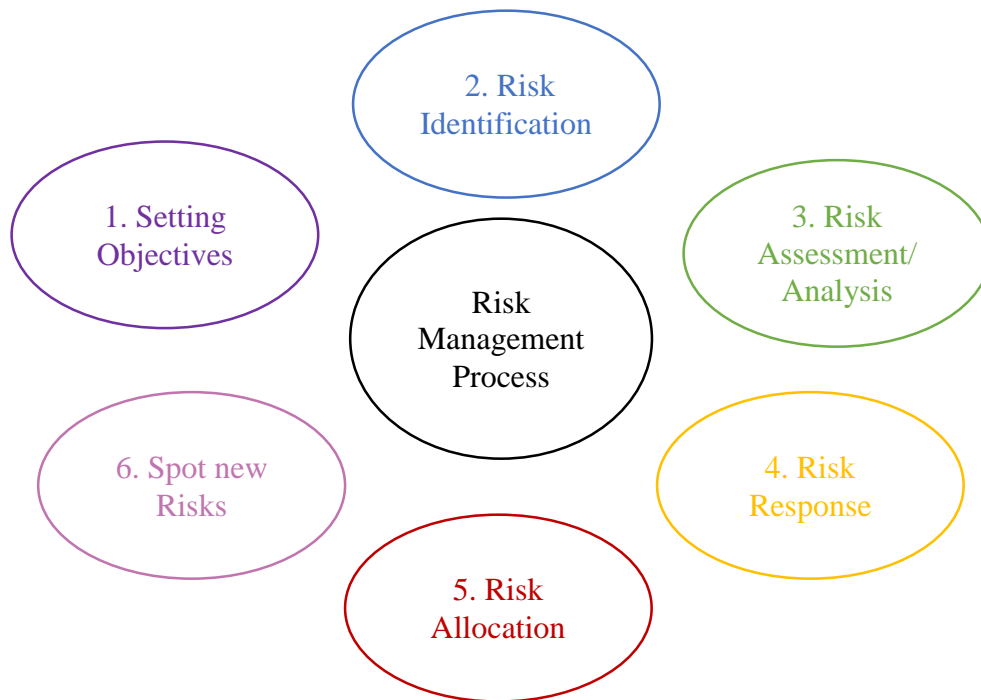 2. Risk
Identification
1. Setting
Objectives
3. Risk
Assessment/
Analysis
Risk
Management
Process
6. Spot new
Risks
4. Risk
Response
5. Risk
Allocation